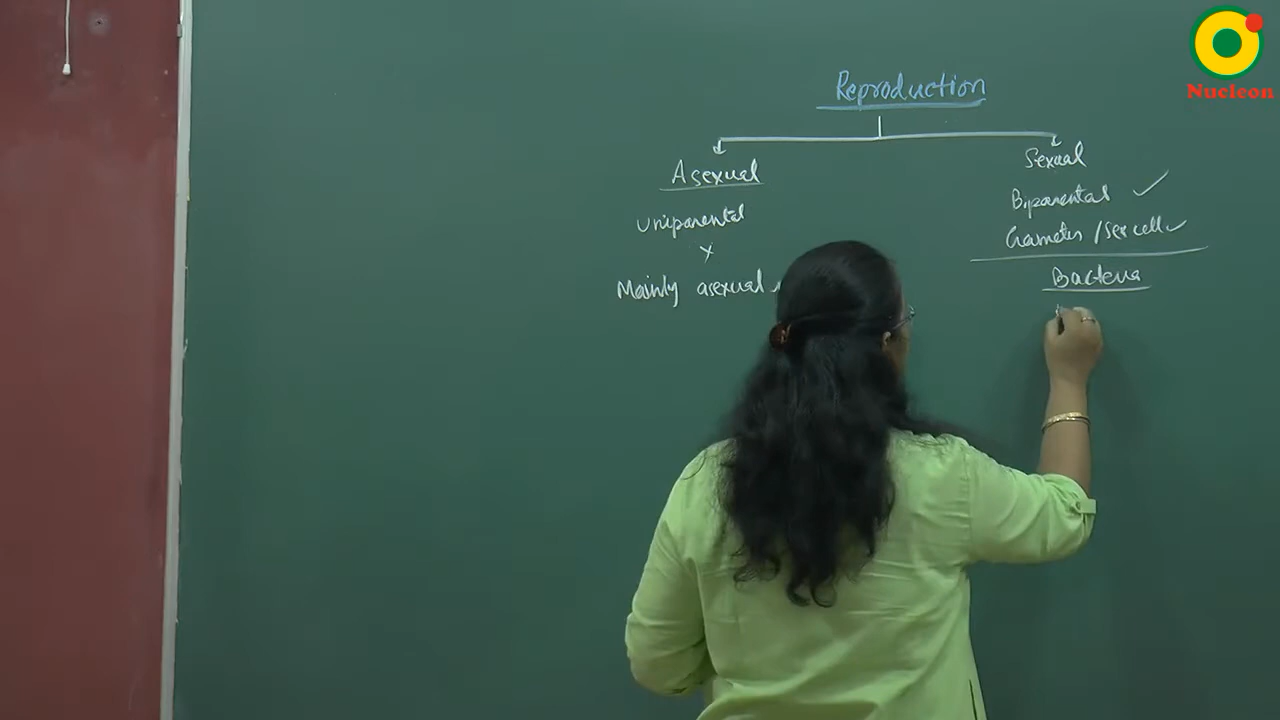 Nucleon
Reproduction
Asexual
Sexual
Uniparental
Biparental ✓
x
Gametes / Sex cell ✓
Mainly asexual
Bacteria